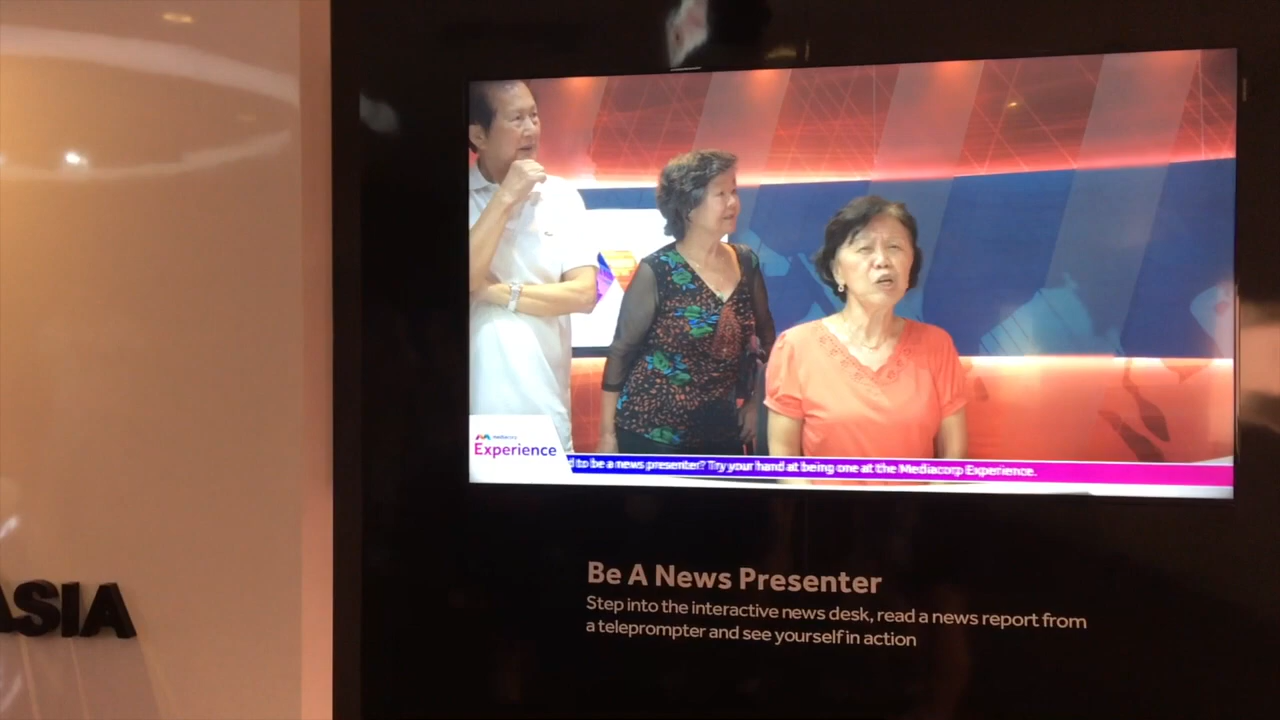 mediacorp
Experience
d to be a news presenter? Try your hand at being one at the Mediacorp Experience.
Be A News Presenter
Step into the interactive news desk, read a news report from
a teleprompter and see yourself in action
ASIA